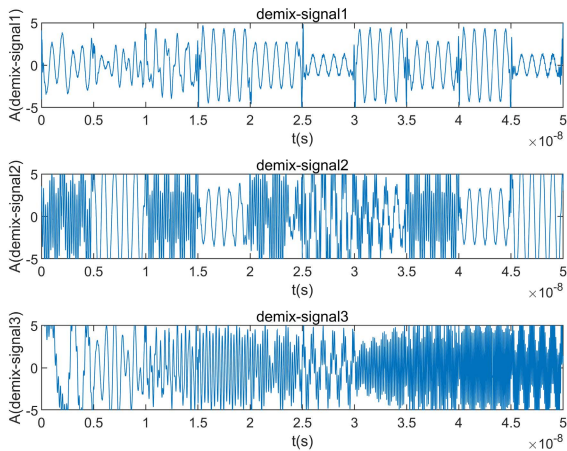 demix-signal1
A(demix-signal1)
5
0
-5
0 0.5 1 1.5 2 2.5 3 3.5 4 4.5 5
t(s)
×10⁻⁸
demix-signal2
A(demix-signal2)
5
0
-5
0 0.5 1 1.5 2 2.5 3 3.5 4 4.5 5
t(s)
×10⁻⁸
demix-signal3
A(demix-signal3)
5
0
-5
0 0.5 1 1.5 2 2.5 3 3.5 4 4.5 5
t(s)
×10⁻⁸